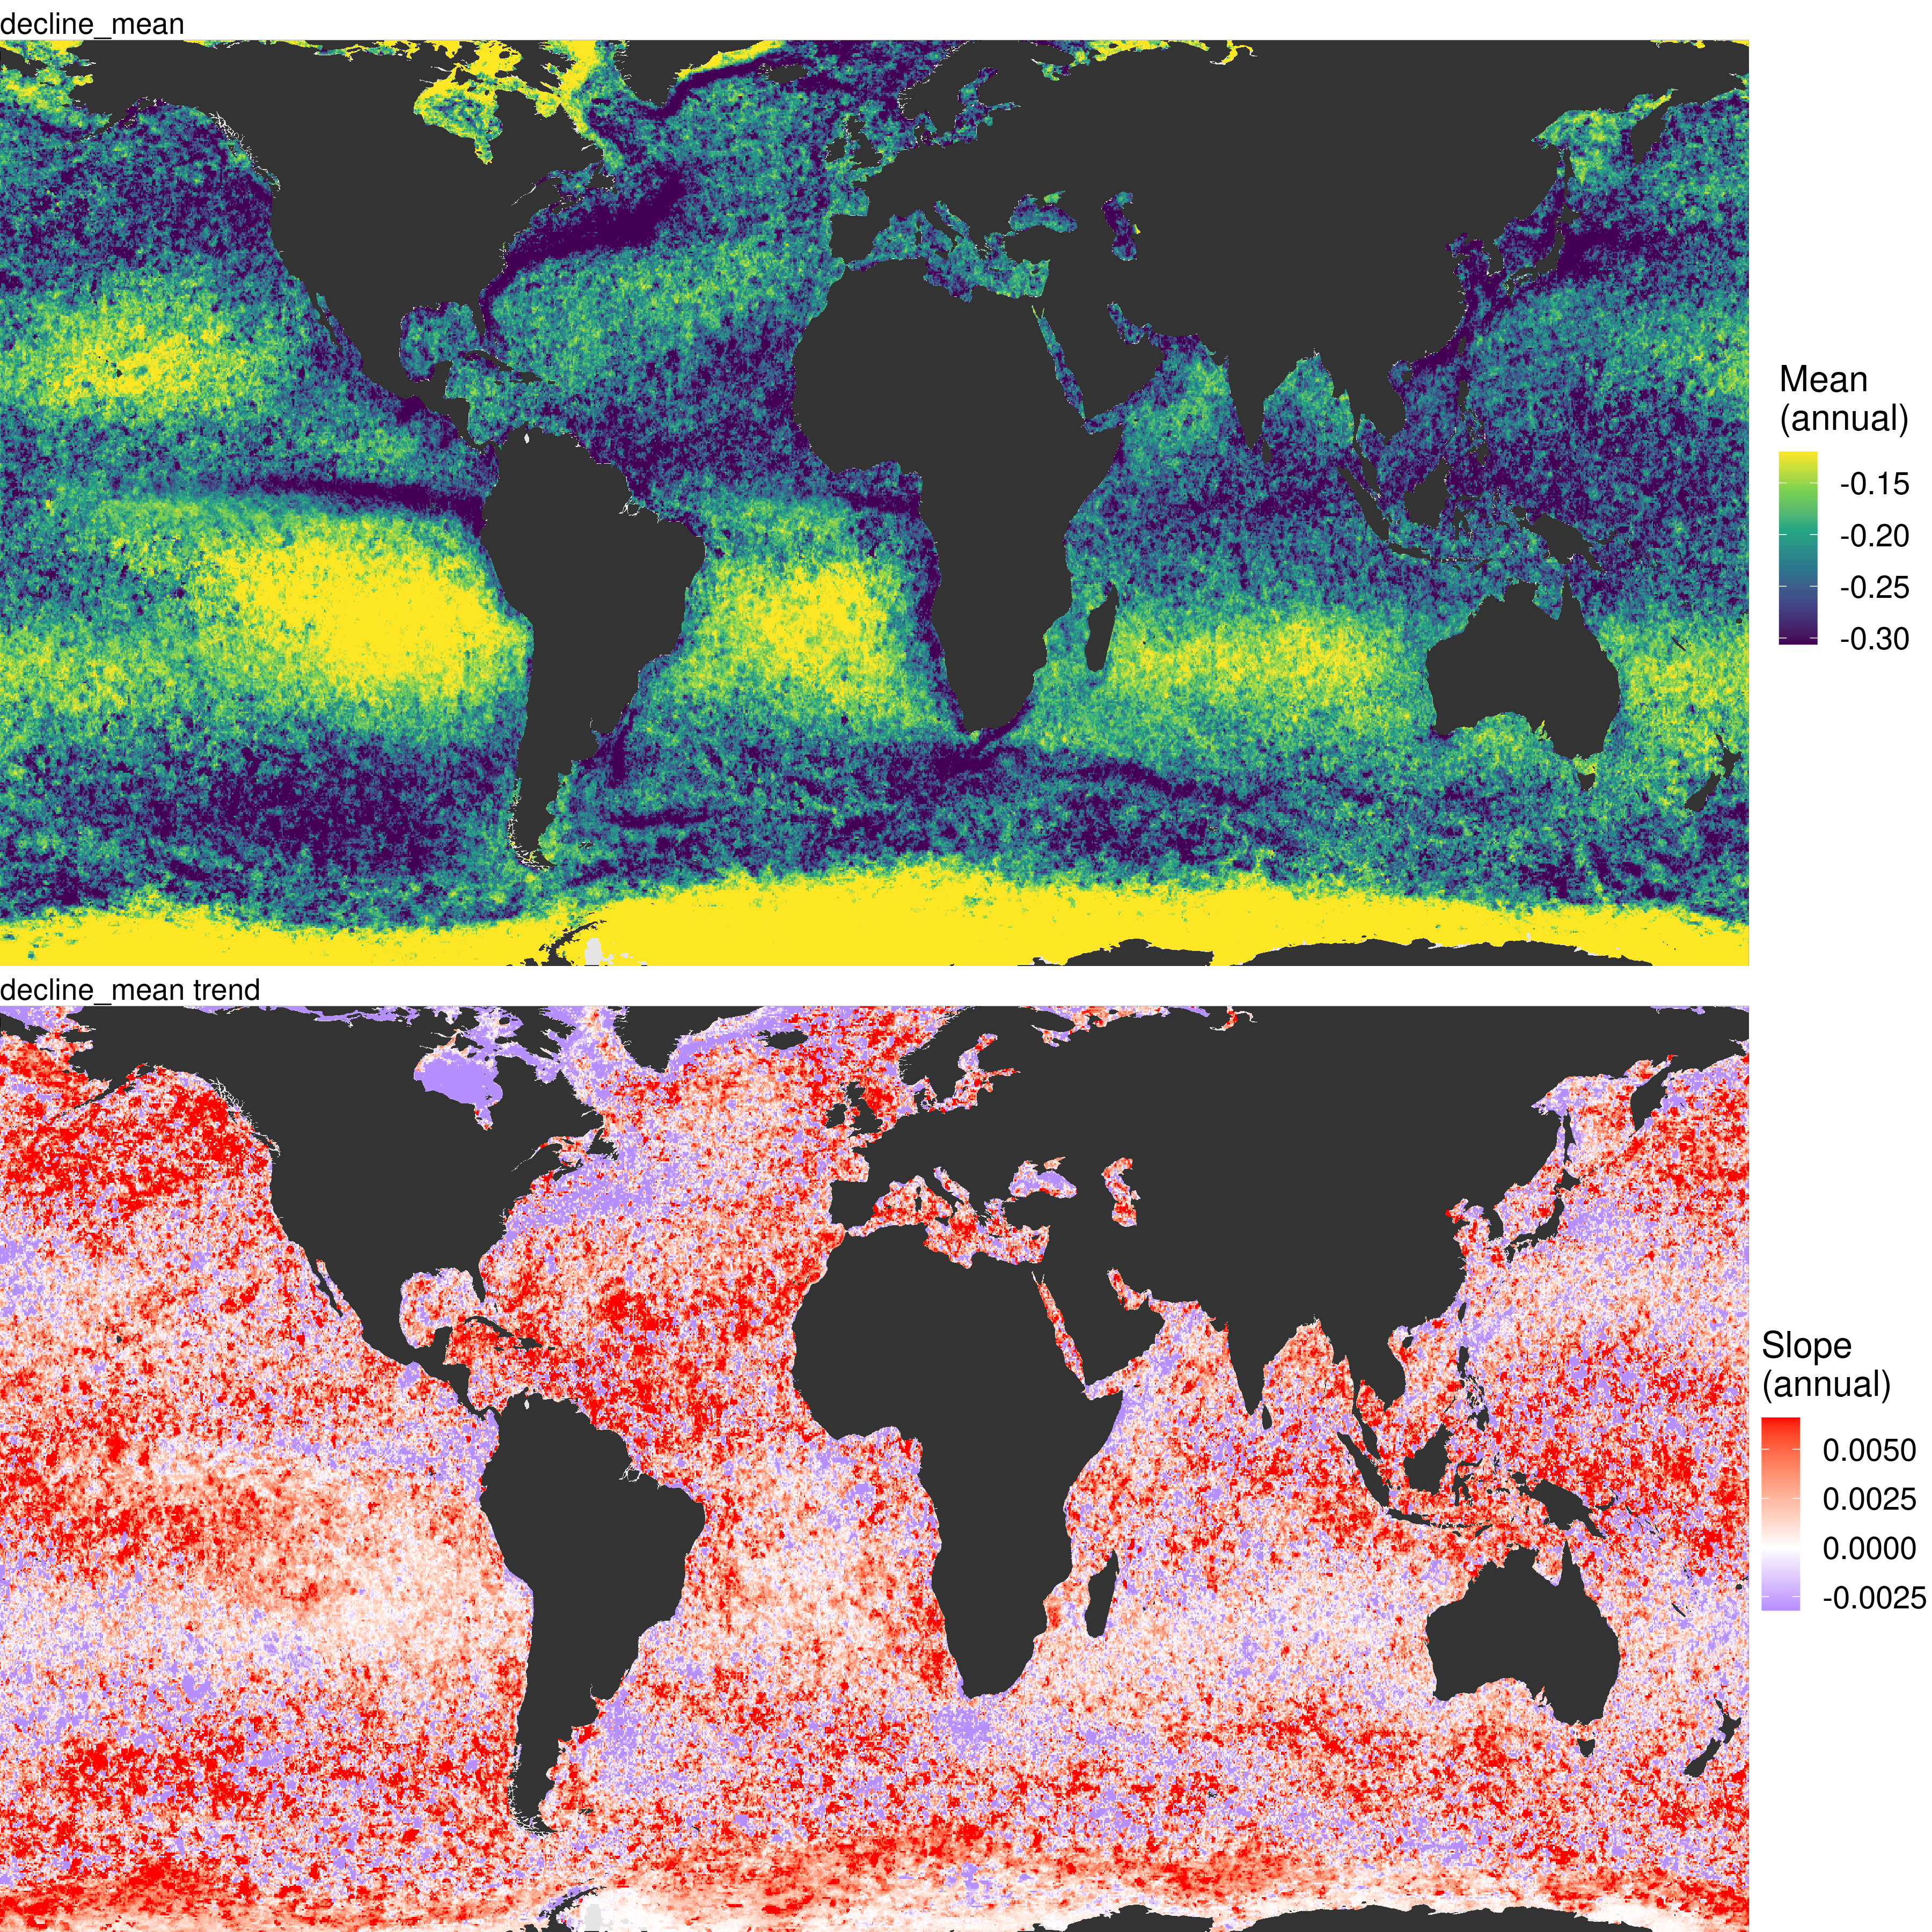 decline_mean
Mean
(annual)
-0.15
-0.20
-0.25
-0.30
decline_mean trend
Slope
(annual)
0.0050
0.0025
0.0000
-0.0025